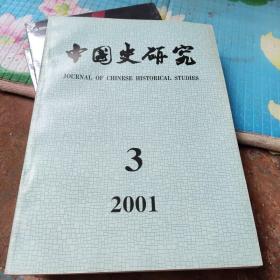 中国史研究
JOURNAL OF CHINESE HISTORICAL STUDIES
3
2001